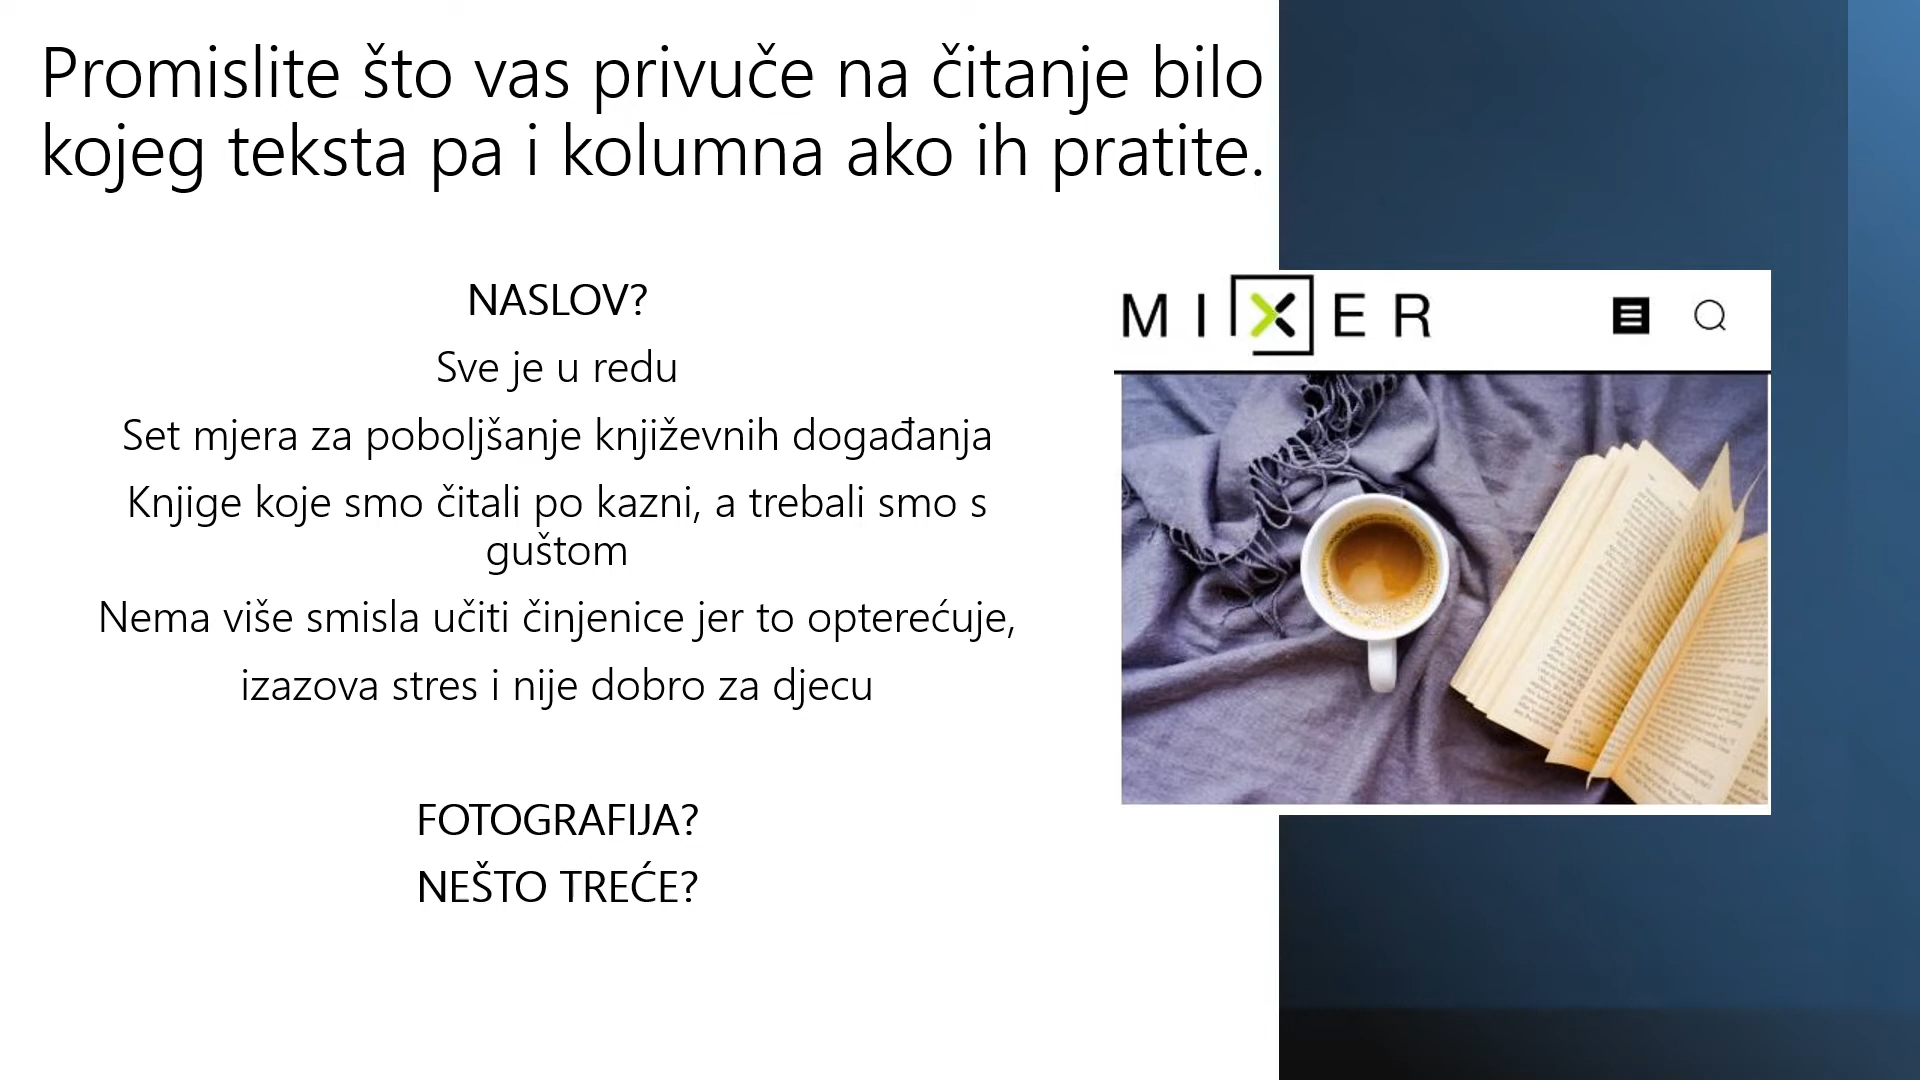 Promislite što vas privuče na čitanje bilo
kojeg teksta pa i kolumna ako ih pratite.
NASLOV?
Sve je u redu
Set mjera za poboljšanje književnih događanja
Knjige koje smo čitali po kazni, a trebali smo s
guštom
Nema više smisla učiti činjenice jer to opterećuje,
izazova stres i nije dobro za djecu
FOTOGRAFIJA?
NEŠTO TREĆE?
MIXER